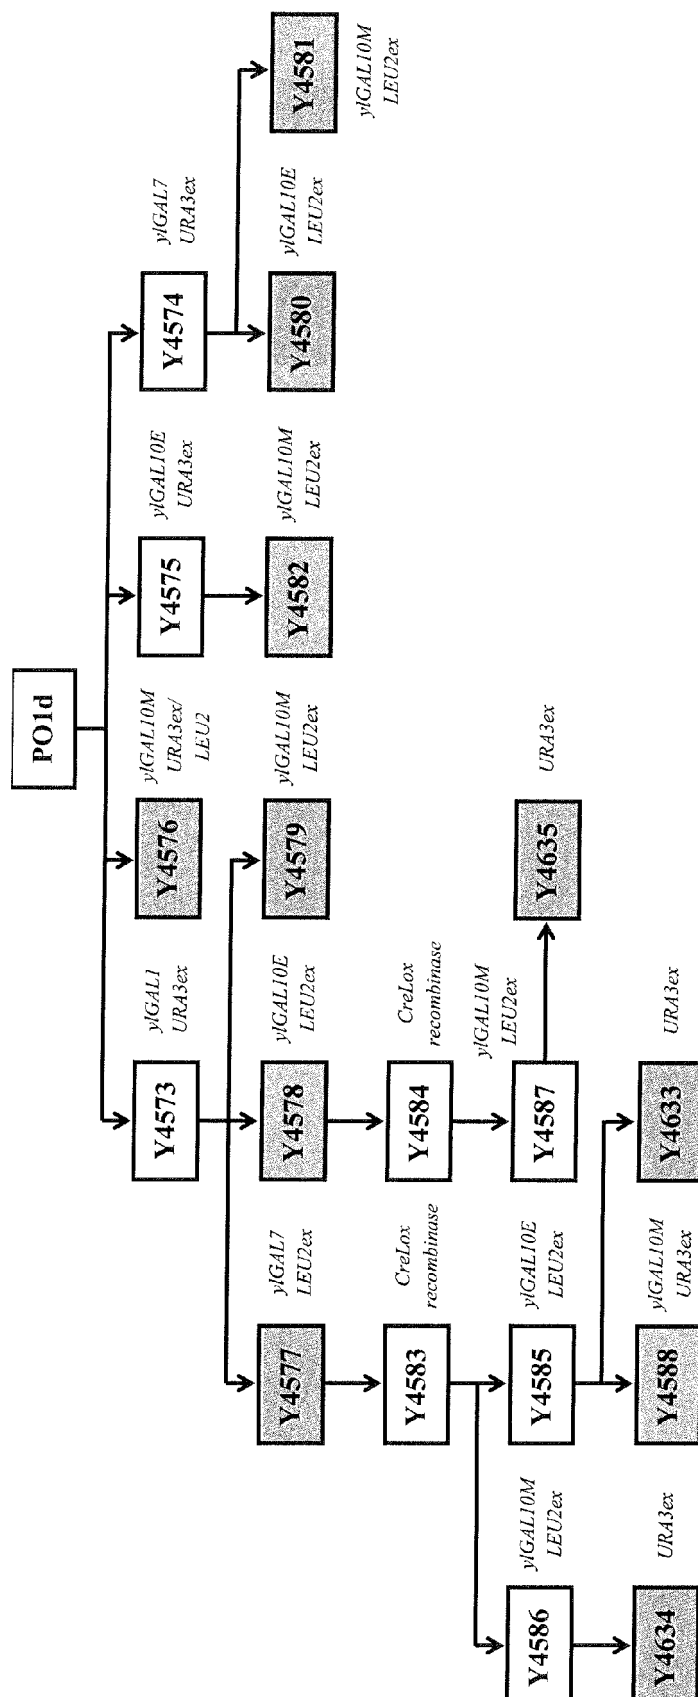 PO1d
Y4573
ylGAL1
URA3ex
Y4576
ylGAL10M
URA3ex/
LEU2
Y4575
ylGAL10E
URA3ex
Y4574
ylGAL7
URA3ex
Y4577
ylGAL7
LEU2ex
Y4578
ylGAL10E
LEU2ex
Y4579
ylGAL10M
LEU2ex
Y4582
ylGAL10M
LEU2ex
Y4580
ylGAL10E
LEU2ex
Y4581
ylGAL10M
LEU2ex
Y4583
CreLox
recombinase
Y4584
CreLox
recombinase
Y4586
ylGAL10M
LEU2ex
Y4585
ylGAL10E
LEU2ex
Y4587
ylGAL10M
LEU2ex
Y4635
URA3ex
Y4634
URA3ex
Y4588
ylGAL10M
URA3ex
Y4633
URA3ex